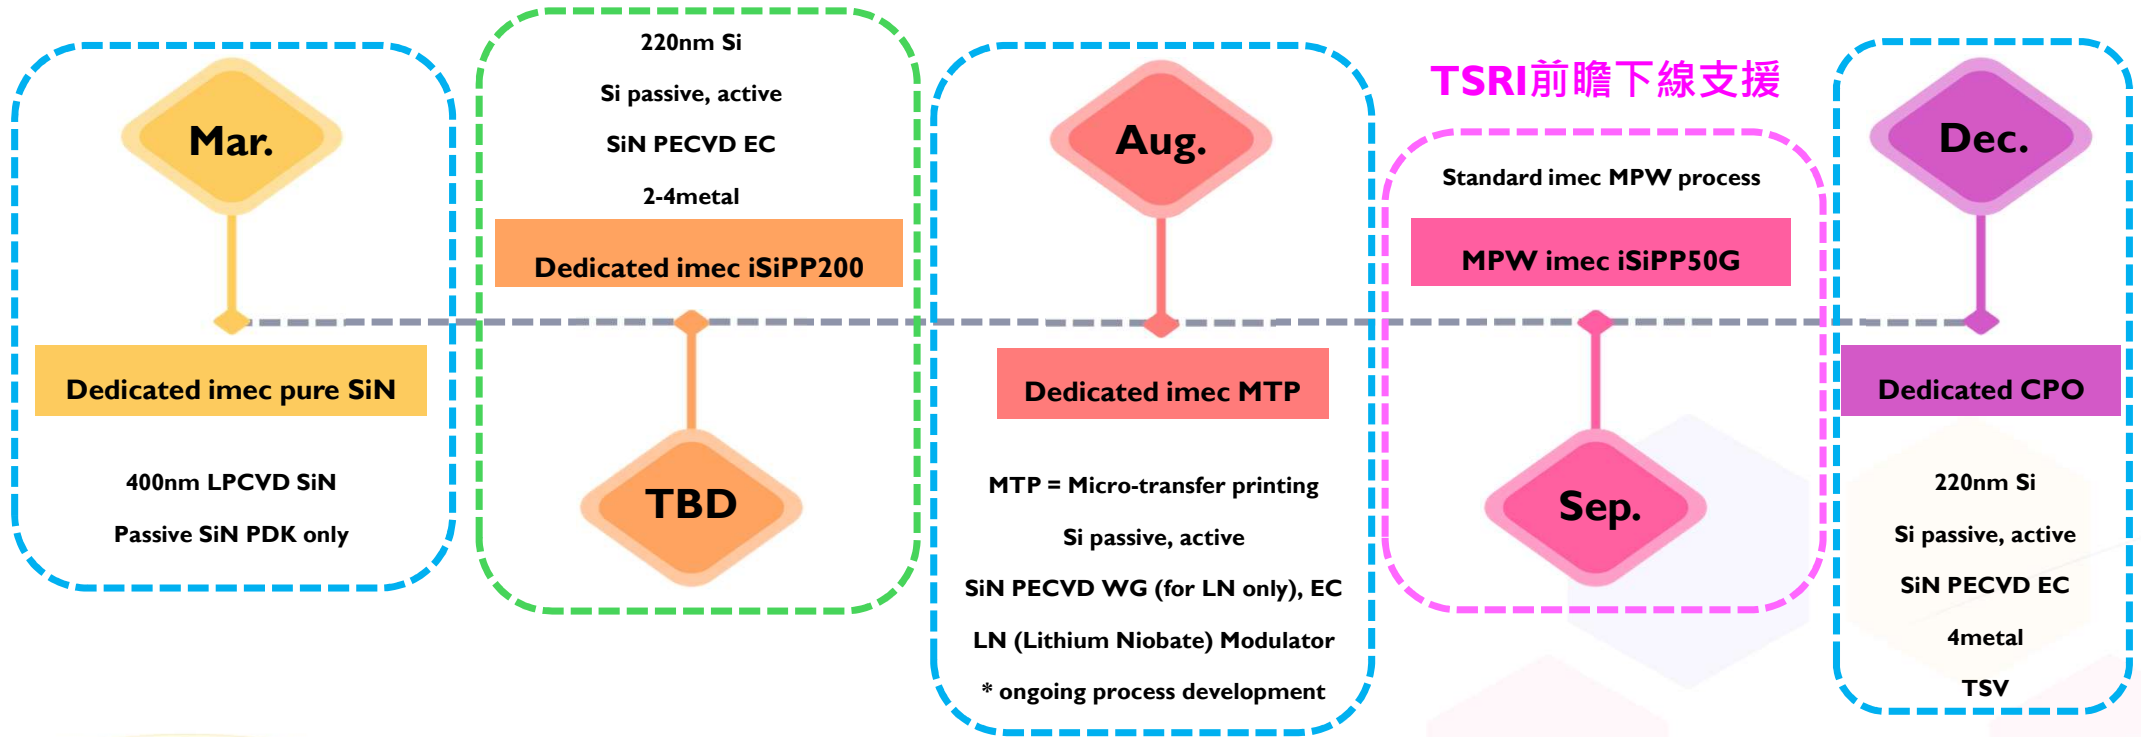 Mar.
Dedicated imec pure SiN
400nm LPCVD SiN
Passive SiN PDK only
220nm Si
Si passive, active
SiN PECVD EC
2-4metal
Dedicated imec iSiPP200
TBD
Aug.
Dedicated imec MTP
MTP = Micro-transfer printing
Si passive, active
SiN PECVD WG (for LN only), EC
LN (Lithium Niobate) Modulator
* ongoing process development
TSRI前瞻下線支援
Standard imec MPW process
MPW imec iSiPP50G
Sep.
Dec.
Dedicated CPO
220nm Si
Si passive, active
SiN PECVD EC
4metal
TSV